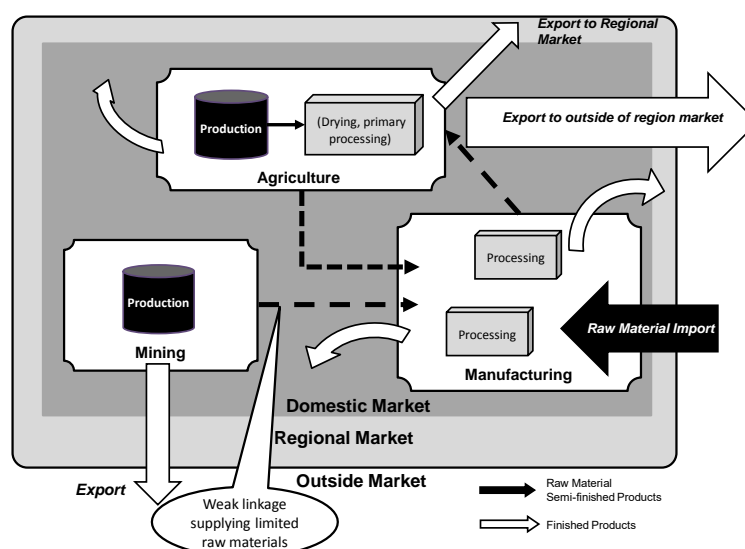 Export to Regional
Market
Production
(Drying, primary
processing)
Export to outside of region market
Agriculture
Processing
Production
Processing
Raw Material Import
Mining
Manufacturing
Domestic Market
Regional Market
Outside Market
Export
Weak linkage
supplying limited
raw materials
Raw Material
Semi-finished Products
Finished Products